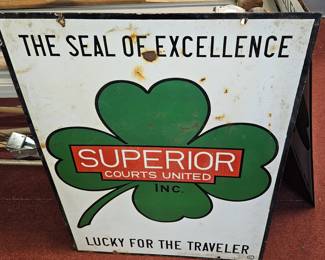 THE SEAL OF EXCELLENCE
SUPERIOR
COURTS UNITED
INC.
LUCKY FOR THE TRAVELER